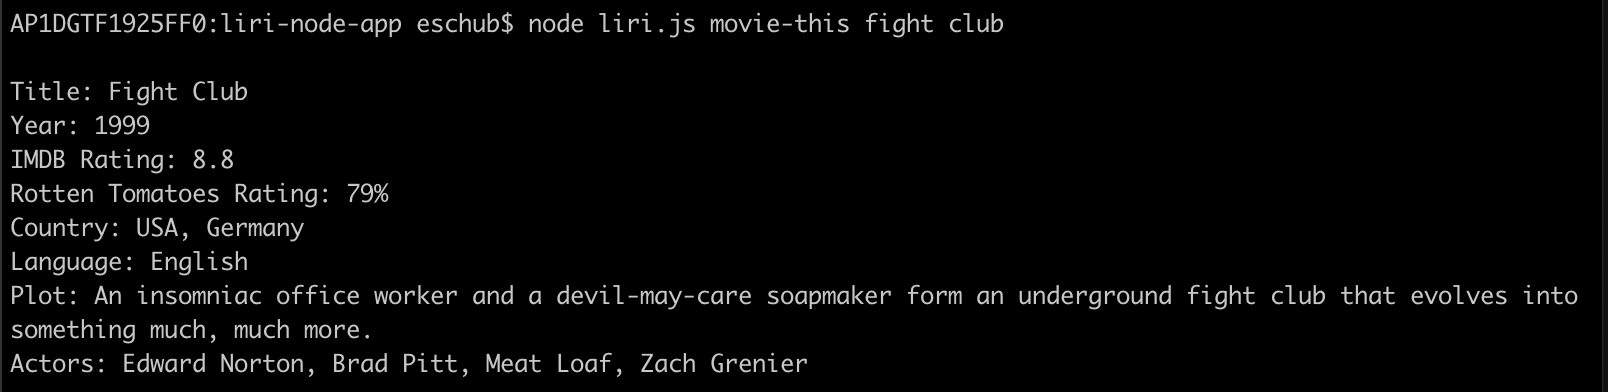 AP1DGTF1925FF0:liri-node-app eschub$ node liri.js movie-this fight club
Title: Fight Club
Year: 1999
IMDB Rating: 8.8
Rotten Tomatoes Rating: 79%
Country: USA, Germany
Language: English
Plot: An insomniac office worker and a devil-may-care soapmaker form an underground fight club that evolves into
something much, much more.
Actors: Edward Norton, Brad Pitt, Meat Loaf, Zach Grenier